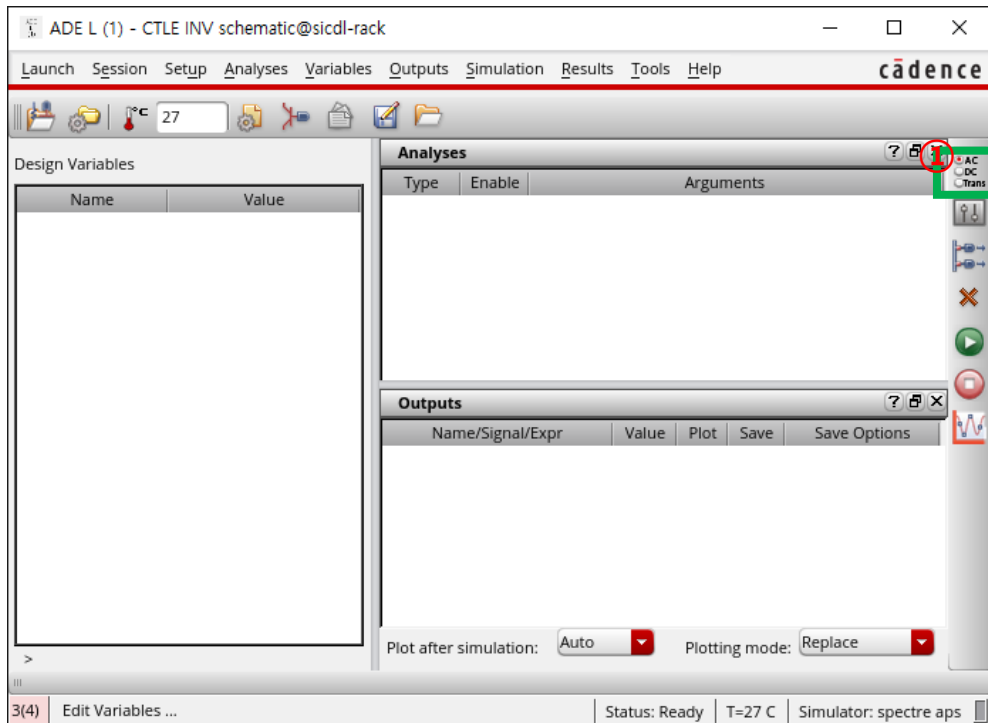 ADE L (1) - CTLE INV schematic@sicdl-rack
Launch Session Setup Analyses Variables Outputs Simulation Results Tools Help cādence
°C 27
Design Variables
Name Value
Analyses
Type Enable Arguments
1
AC
DC
Trans
Outputs
Name/Signal/Expr Value Plot Save Save Options
Plot after simulation: Auto Plotting mode: Replace
>
3(4) Edit Variables ... Status: Ready T=27 C Simulator: spectre aps